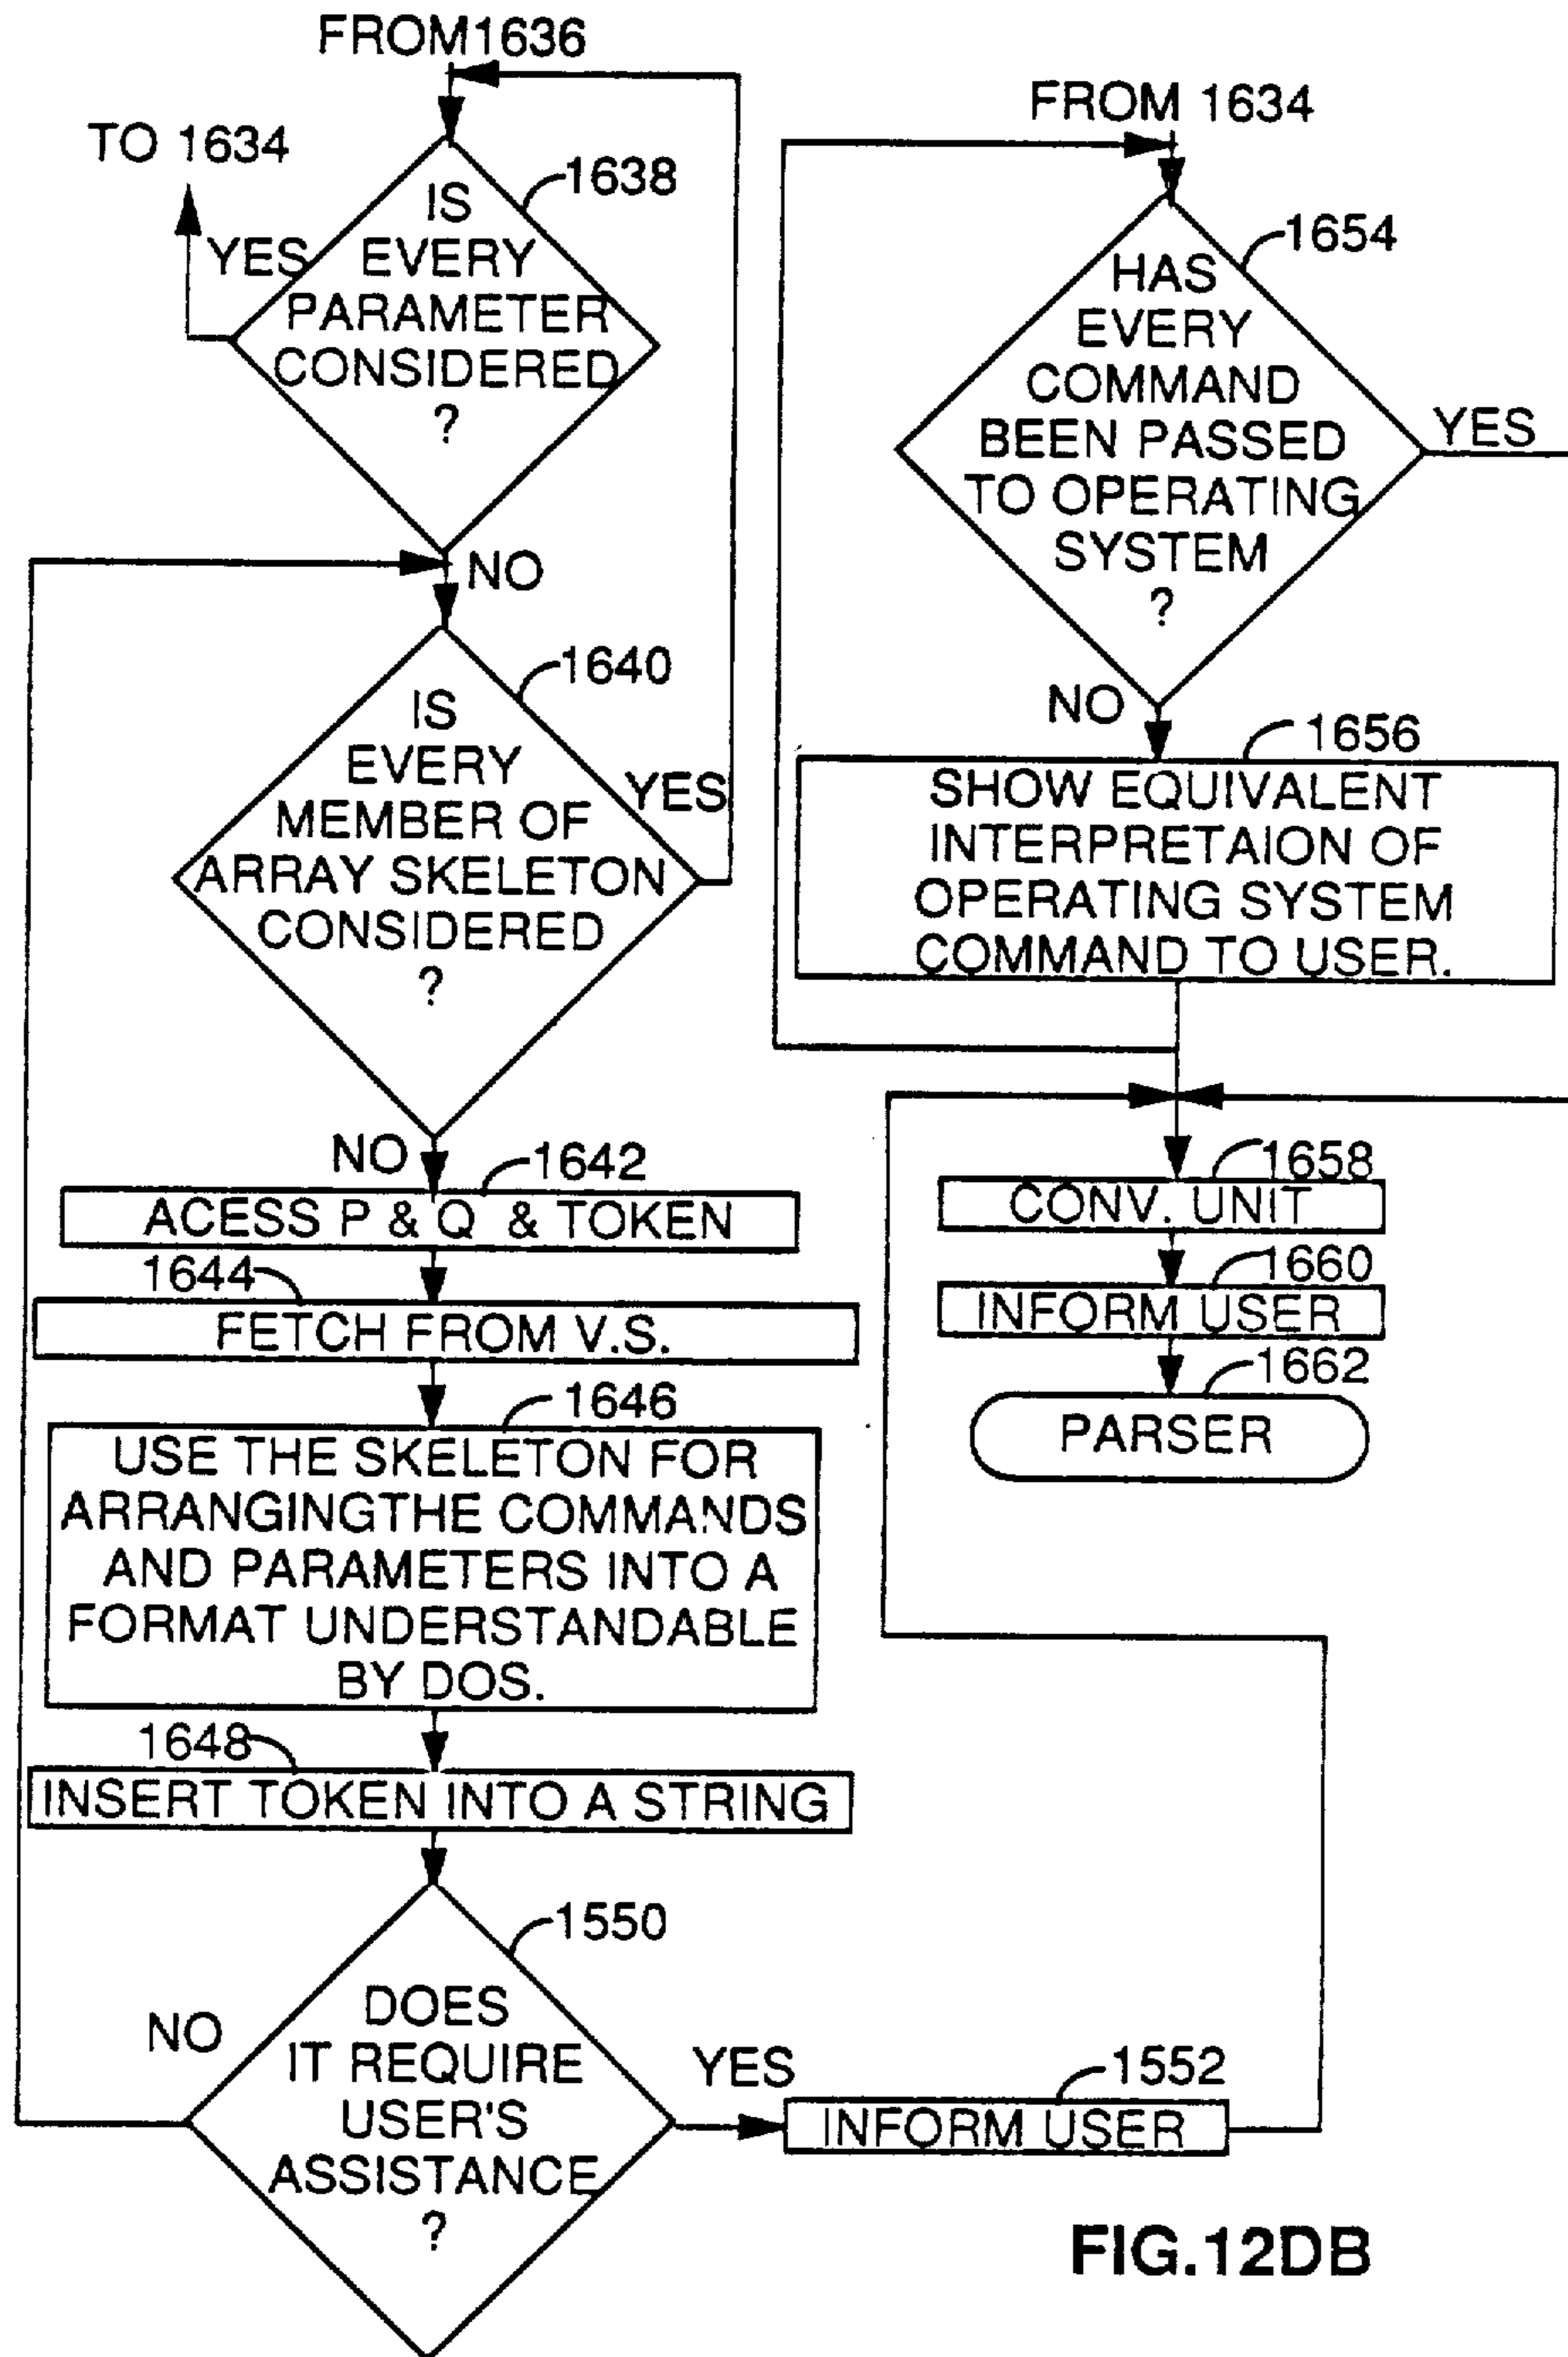 FROM1636
TO 1634
1638
YES
IS
EVERY
PARAMETER
CONSIDERED
?
NO
1640
IS
EVERY
MEMBER OF
ARRAY SKELETON
CONSIDERED
?
YES
NO
1642
ACESS P & Q & TOKEN
1644
FETCH FROM V.S.
1646
USE THE SKELETON FOR
ARRANGINGTHE COMMANDS
AND PARAMETERS INTO A
FORMAT UNDERSTANDABLE
BY DOS.
1648
INSERT TOKEN INTO A STRING
1550
DOES
IT REQUIRE
USER'S
ASSISTANCE
?
NO
YES
1552
INFORM USER
FROM 1634
1654
HAS
EVERY
COMMAND
BEEN PASSED
TO OPERATING
SYSTEM
?
YES
NO
1656
SHOW EQUIVALENT
INTERPRETAION OF
OPERATING SYSTEM
COMMAND TO USER.
1658
CONV. UNIT
1660
INFORM USER
1662
PARSER
FIG.12DB